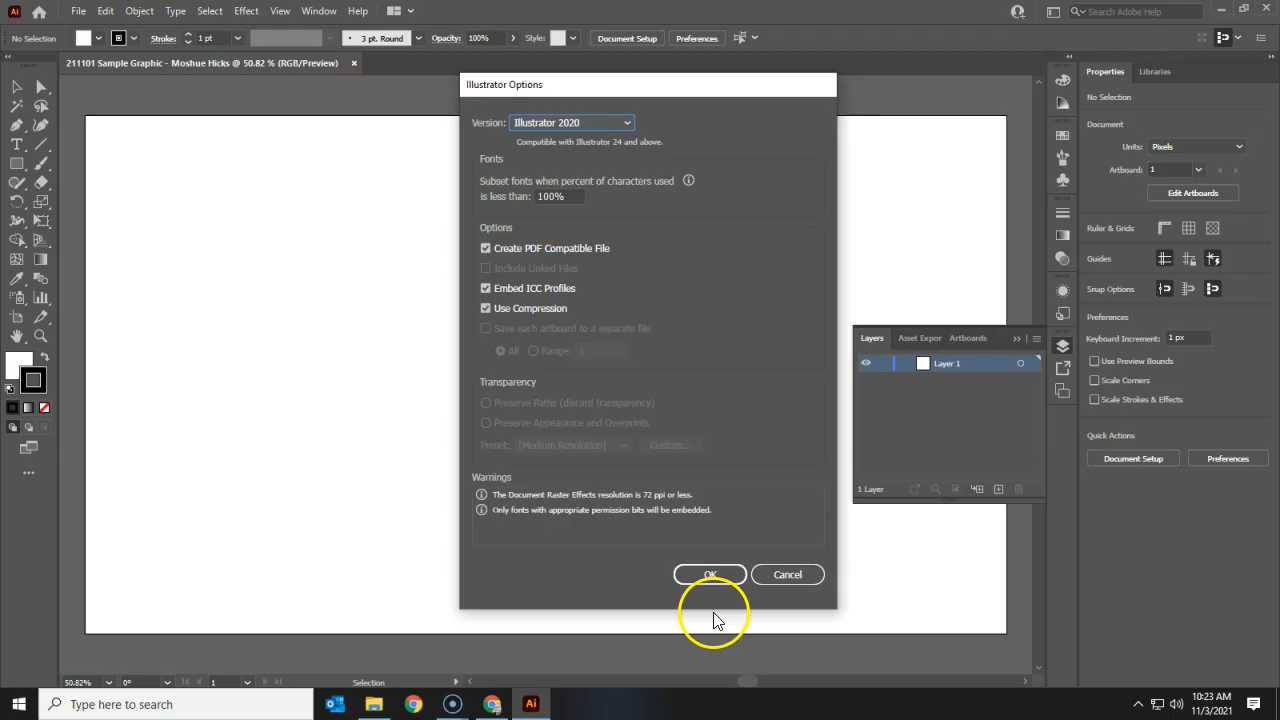 Ai File Edit Object Type Select Effect View Window Help Search Adobe Help
No Selection Stroke: 1 pt 3 pt. Round Opacity: 100% Style: Document Setup Preferences
211101 Sample Graphic - Moshue Hicks @ 50.82 % (RGB/Preview) ×
Illustrator Options
Version: Illustrator 2020
Compatible with Illustrator 24 and above.
Fonts
Subset fonts when percent of characters used
is less than: 100%
Options
Create PDF Compatible File
Include Linked Files
Embed ICC Profiles
Use Compression
Save each artboard to a separate file
All Range: 1
Transparency
Preserve Paths (discard transparency)
Preserve Appearance and Overprints
Preset: [Medium Resolution] Custom...
Warnings
The Document Raster Effects resolution is 72 ppi or less.
Only fonts with appropriate permission bits will be embedded.
OK Cancel
Layers Asset Expor Artboards
Layer 1
1 Layer
Properties Libraries
No Selection
Document
Units: Pixels
Artboard: 1
Edit Artboards
Ruler & Grids
Guides
Snap Options
Preferences
Keyboard Increment: 1 px
Use Preview Bounds
Scale Corners
Scale Strokes & Effects
Quick Actions
Document Setup Preferences
50.82% 0° 1 Selection
Type here to search Ai 10:23 AM
11/3/2021